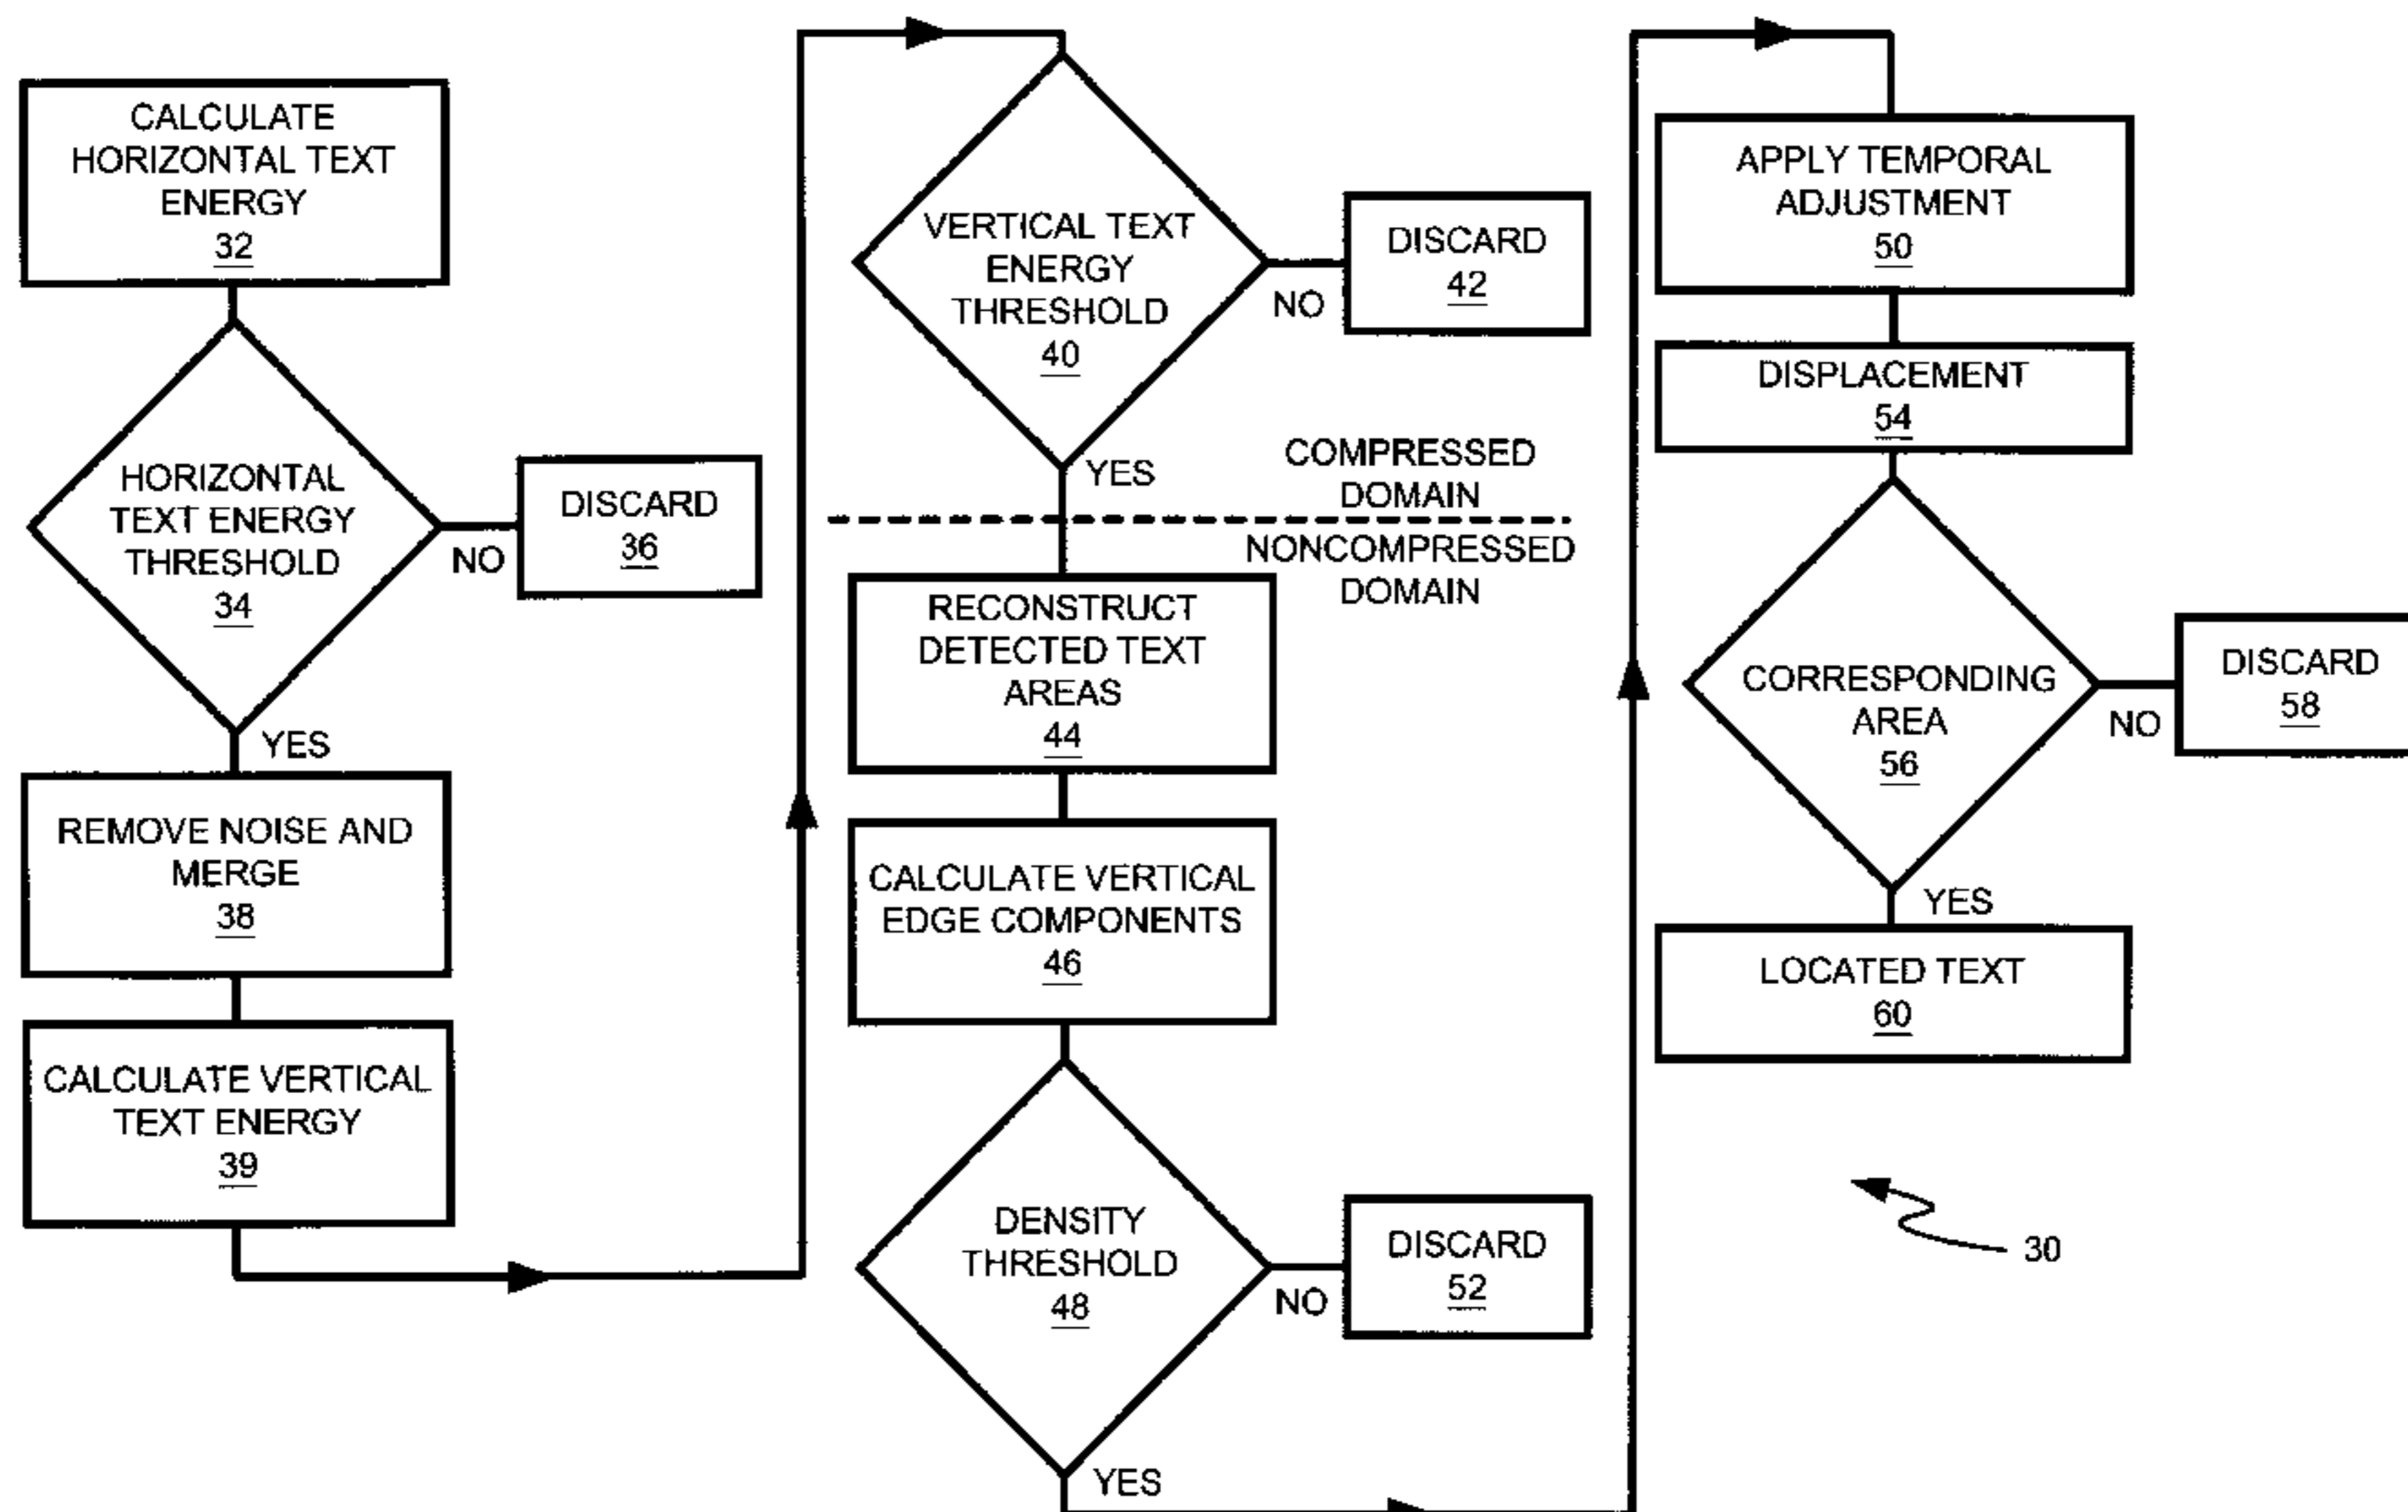 CALCULATE
HORIZONTAL TEXT
ENERGY
32
HORIZONTAL
TEXT ENERGY
THRESHOLD
34
NO
DISCARD
36
YES
REMOVE NOISE AND
MERGE
38
CALCULATE VERTICAL
TEXT ENERGY
39
VERTICAL TEXT
ENERGY
THRESHOLD
40
NO
DISCARD
42
YES
COMPRESSED
DOMAIN
NONCOMPRESSED
DOMAIN
RECONSTRUCT
DETECTED TEXT
AREAS
44
CALCULATE VERTICAL
EDGE COMPONENTS
46
DENSITY
THRESHOLD
48
NO
DISCARD
52
YES
APPLY TEMPORAL
ADJUSTMENT
50
DISPLACEMENT
54
CORRESPONDING
AREA
56
NO
DISCARD
58
YES
LOCATED TEXT
60
30